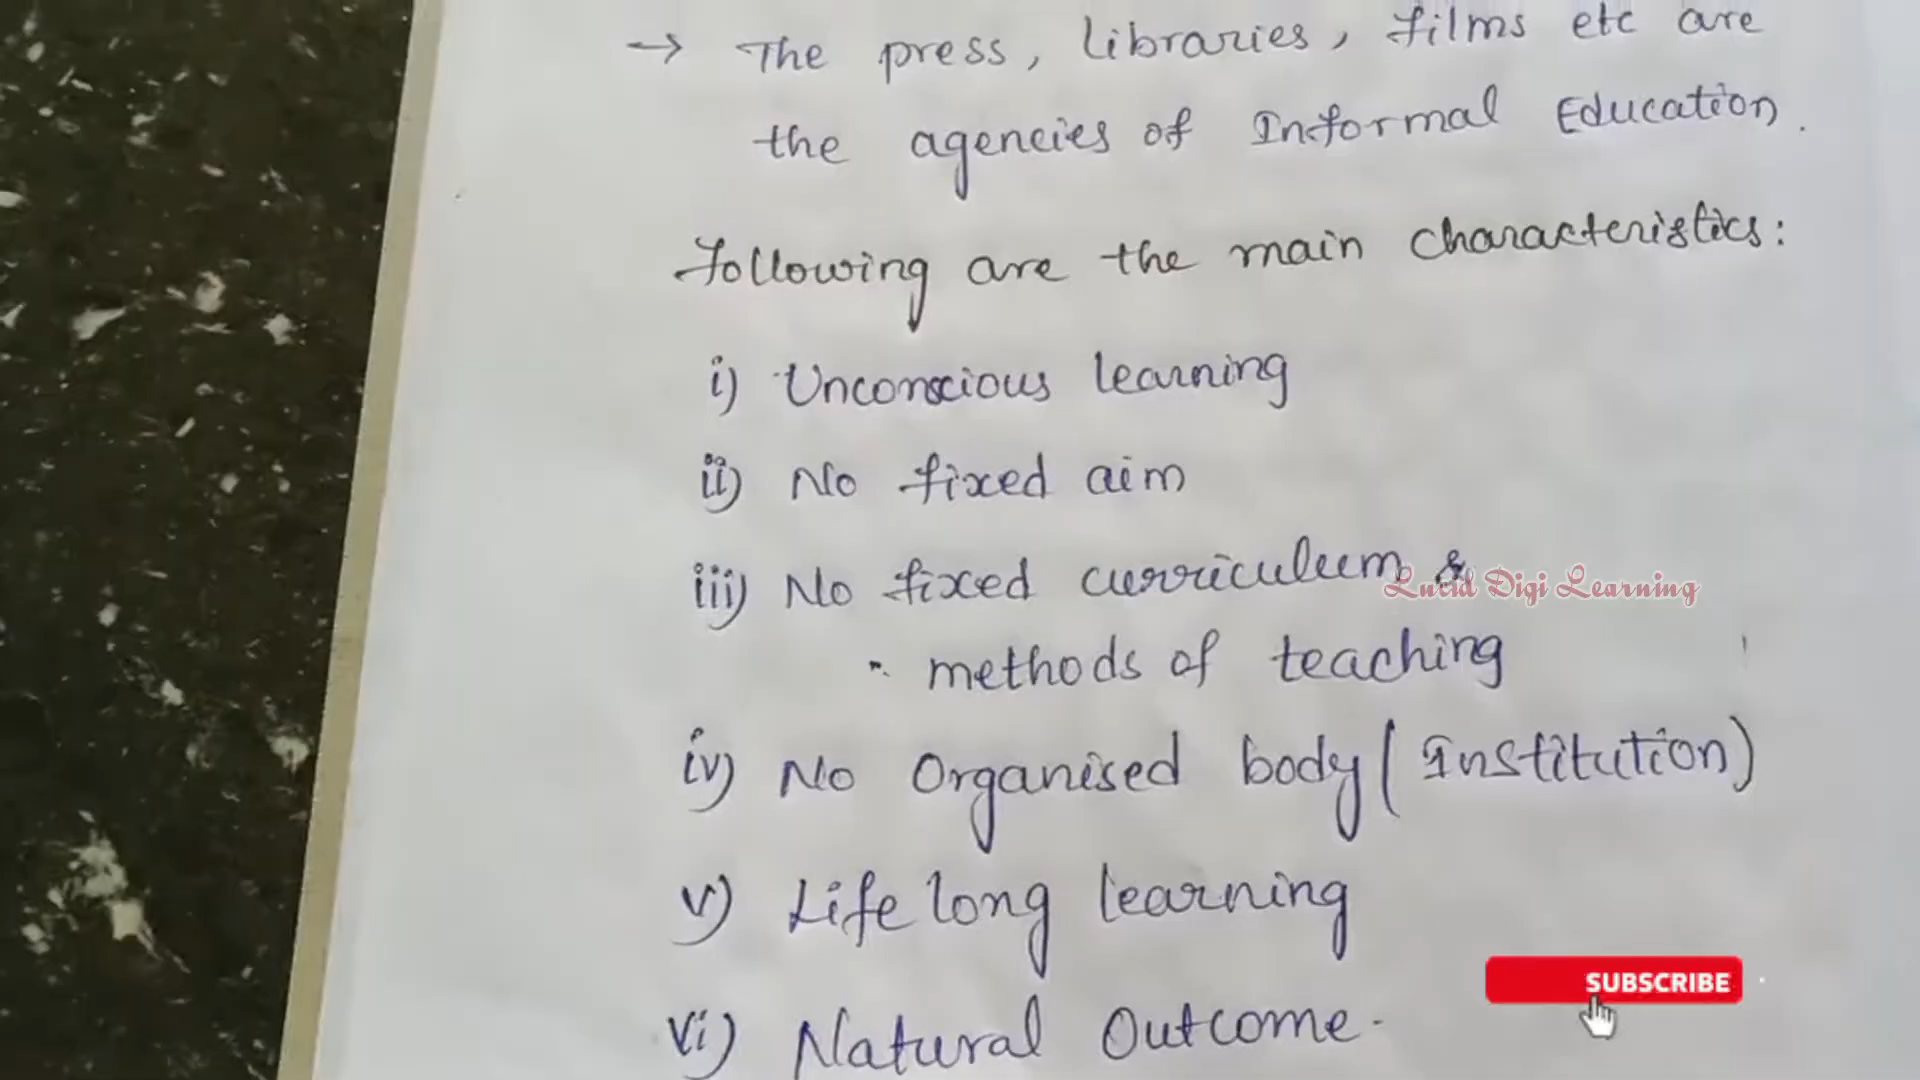 → The press, Libraries, films etc are
the agencies of Informal Education.
Following are the main characteristics:
i) Unconscious learning
ii) No fixed aim
iii) No fixed curriculum &
Lucid Digi Learning
methods of teaching
iv) No Organised body (Institution)
v) Life long learning
vi) Natural Outcome.
SUBSCRIBE